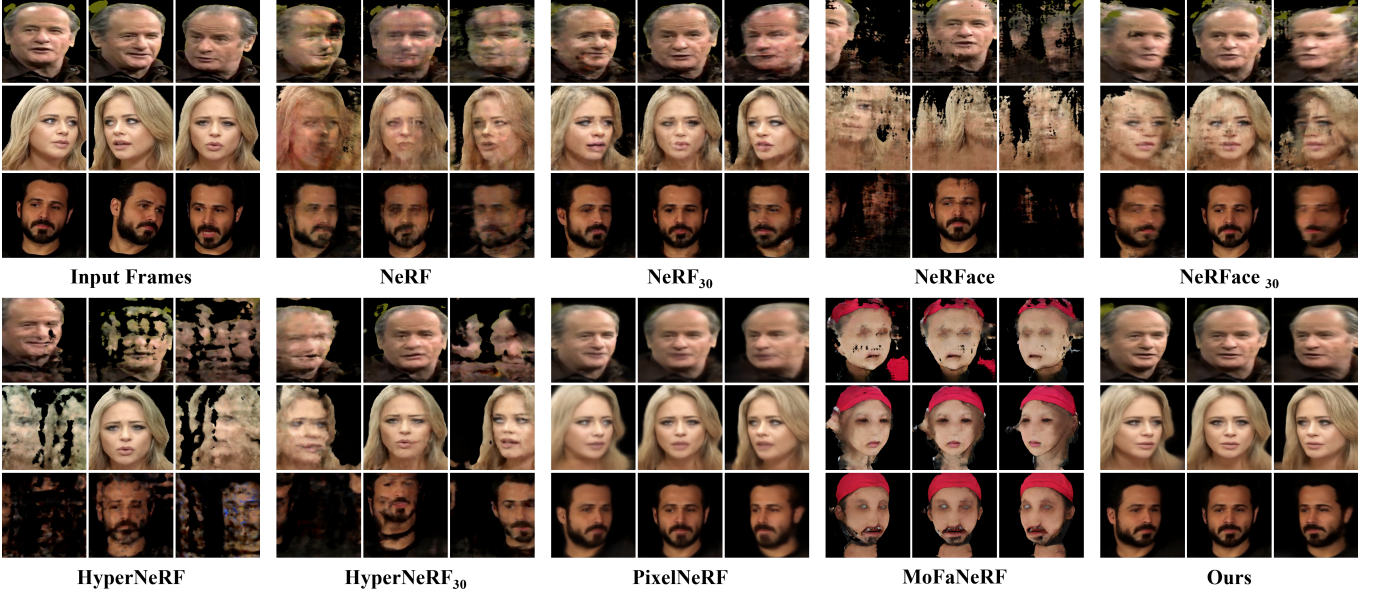 Input Frames
NeRF
NeRF₃₀
NeRFace
NeRFace ₃₀
HyperNeRF
HyperNeRF₃₀
PixelNeRF
MoFaNeRF
Ours